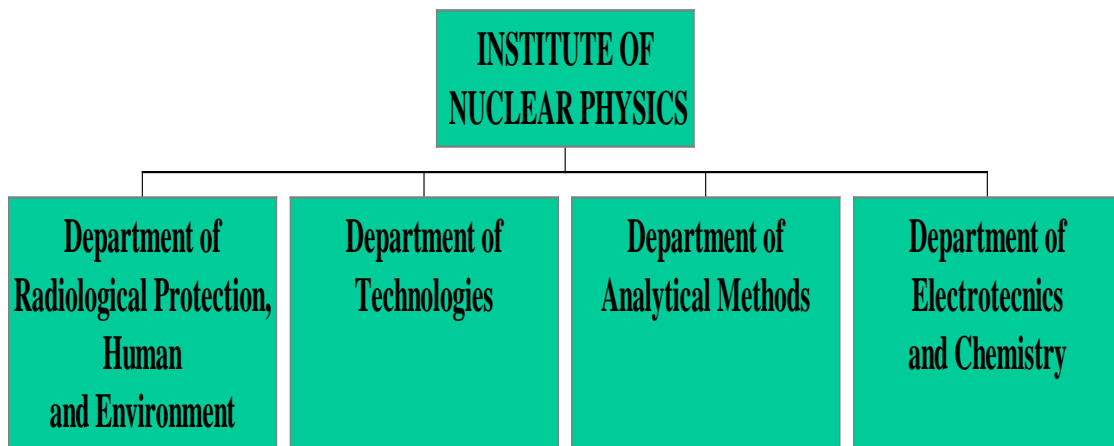 INSTITUTE OF
NUCLEAR PHYSICS
Department of
Radiological Protection,
Human
and Environment
Department of
Technologies
Department of
Analytical Methods
Department of
Electrotecnics
and Chemistry